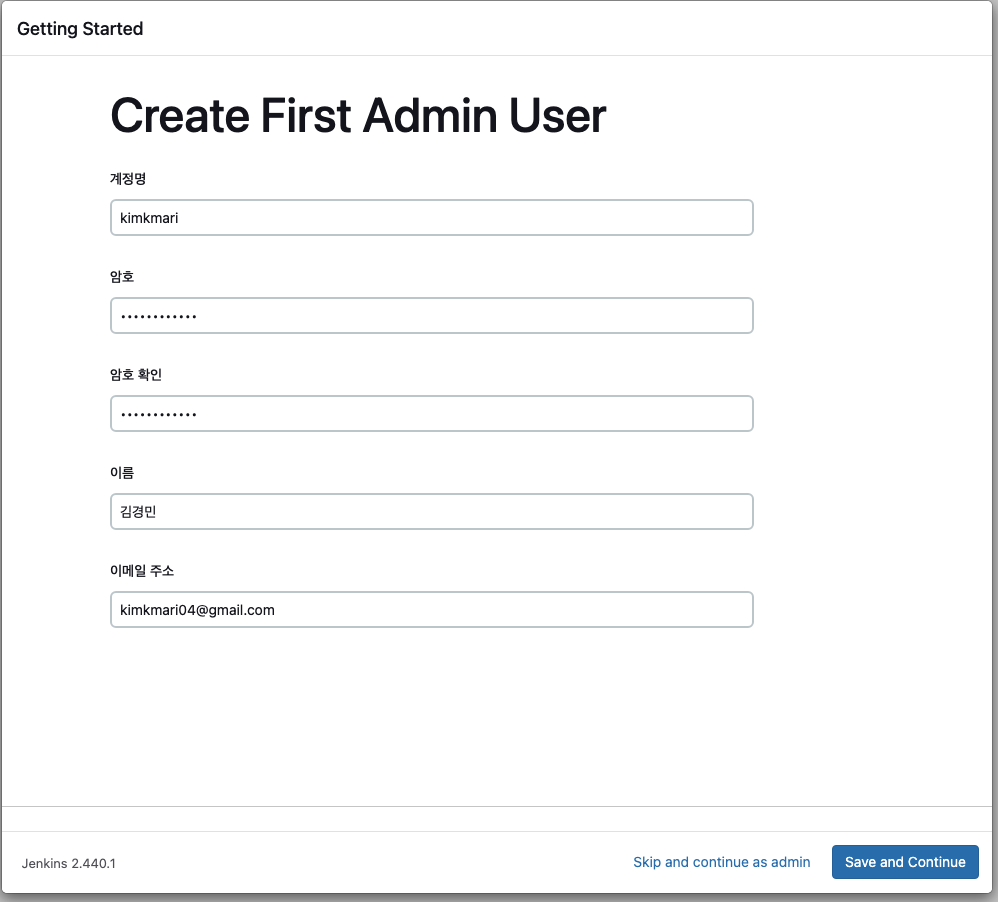 Getting Started
Create First Admin User
계정명
kimkmari
암호
••••••••••••
암호 확인
••••••••••••
이름
김경민
이메일 주소
kimkmari04@gmail.com
Jenkins 2.440.1
Skip and continue as admin
Save and Continue